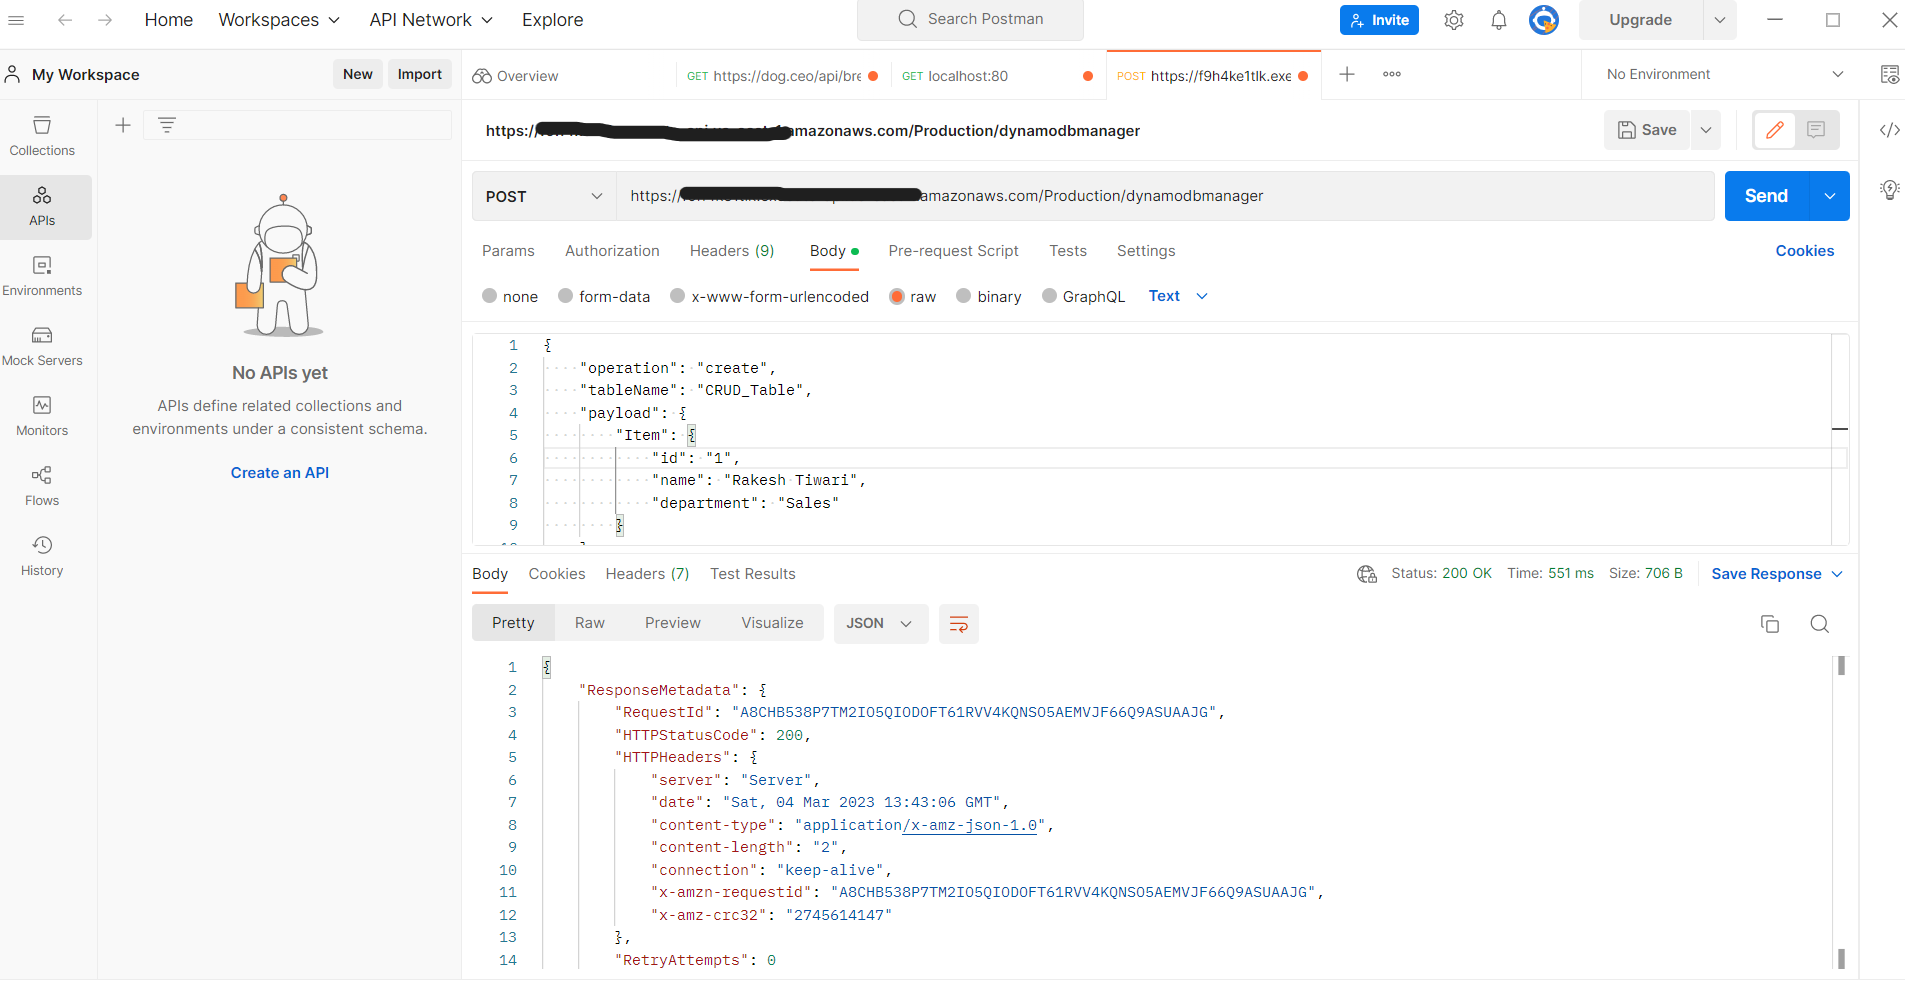 Home Workspaces API Network Explore Search Postman Invite Upgrade
My Workspace New Import Overview GET https://dog.ceo/api/bre GET localhost:80 POST https://f9h4ke1tlk.exe No Environment
Collections
APIs
Environments
Mock Servers
Monitors
Flows
History
No APIs yet
APIs define related collections and
environments under a consistent schema.
Create an API
https:// amazonaws.com/Production/dynamodbmanager Save
POST https:// amazonaws.com/Production/dynamodbmanager Send
Params Authorization Headers (9) Body Pre-request Script Tests Settings Cookies
none form-data x-www-form-urlencoded raw binary GraphQL Text
1 {
2 "operation": "create",
3 "tableName": "CRUD_Table",
4 "payload": {
5 "Item": {
6 "id": "1",
7 "name": "Rakesh Tiwari",
8 "department": "Sales"
9 }
Body Cookies Headers (7) Test Results Status: 200 OK Time: 551 ms Size: 706 B Save Response
Pretty Raw Preview Visualize JSON
1 {
2 "ResponseMetadata": {
3 "RequestId": "A8CHB538P7TM2IO5QIODOFT61RVV4KQNSO5AEMVJF66Q9ASUAAJG",
4 "HTTPStatusCode": 200,
5 "HTTPHeaders": {
6 "server": "Server",
7 "date": "Sat, 04 Mar 2023 13:43:06 GMT",
8 "content-type": "application/x-amz-json-1.0",
9 "content-length": "2",
10 "connection": "keep-alive",
11 "x-amzn-requestid": "A8CHB538P7TM2IO5QIODOFT61RVV4KQNSO5AEMVJF66Q9ASUAAJG",
12 "x-amz-crc32": "2745614147"
13 },
14 "RetryAttempts": 0